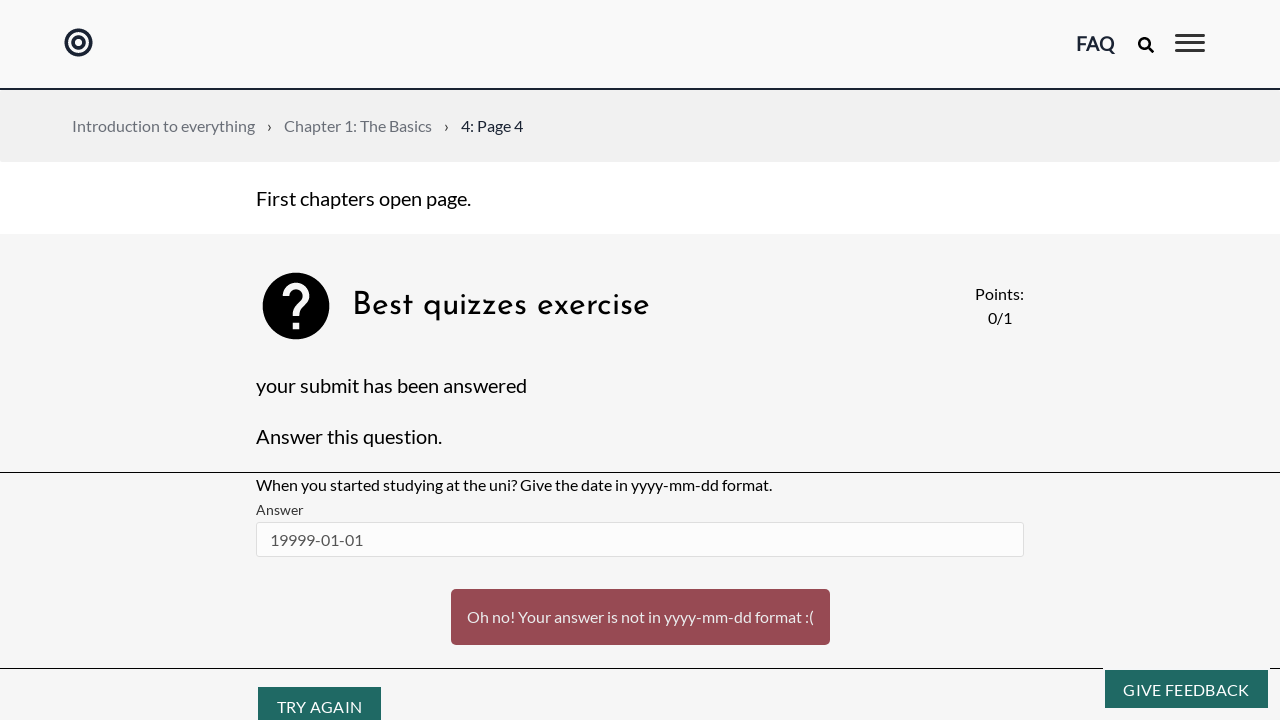 FAQ
Introduction to everything › Chapter 1: The Basics › 4: Page 4
First chapters open page.
Best quizzes exercise
Points:
0/1
your submit has been answered
Answer this question.
When you started studying at the uni? Give the date in yyyy-mm-dd format.
Answer
19999-01-01
Oh no! Your answer is not in yyyy-mm-dd format :(
TRY AGAIN
GIVE FEEDBACK